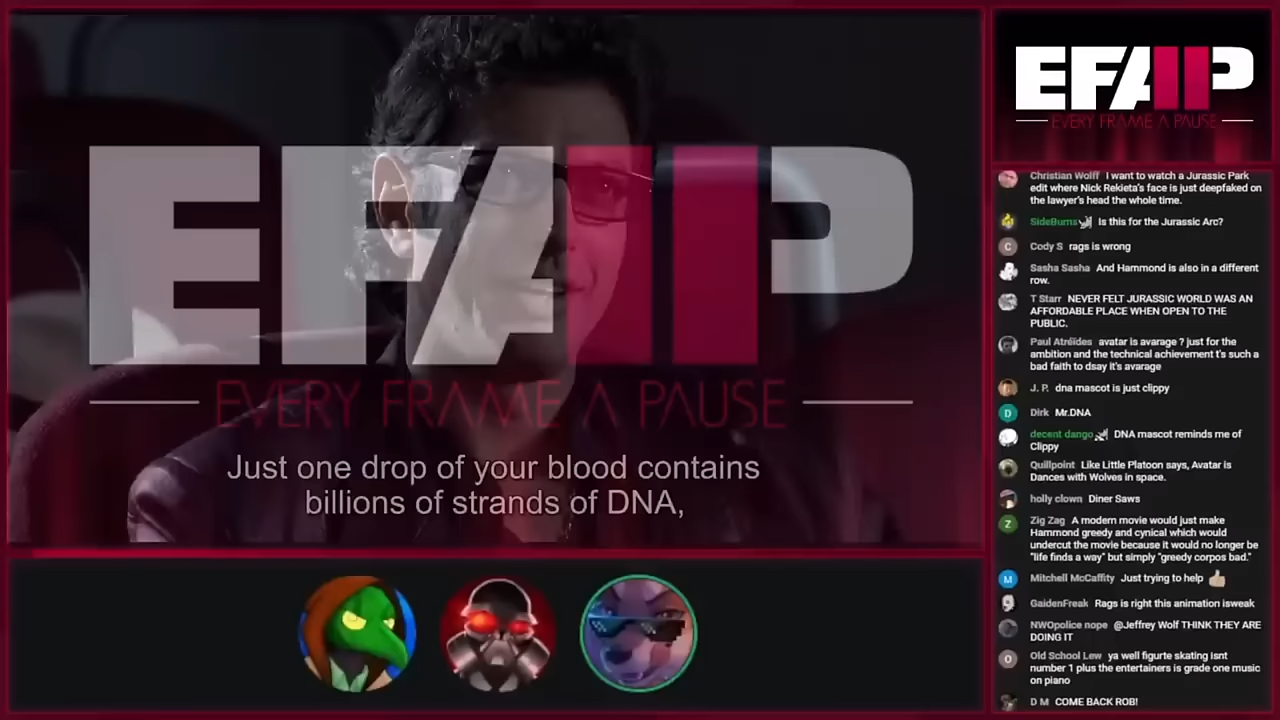 EFAP
EVERY FRAME A PAUSE
Just one drop of your blood contains
billions of strands of DNA,
EFAP
EVERY FRAME A PAUSE
Christian Wolff I want to watch a Jurassic Park
edit where Nick Rekieta's face is just deepfaked on
the lawyer's head the whole time.
SideBurns Is this for the Jurassic Arc?
C
Cody S rags is wrong
Sasha Sasha And Hammond is also in a different
row.
T Starr NEVER FELT JURASSIC WORLD WAS AN
AFFORDABLE PLACE WHEN OPEN TO THE
PUBLIC.
Paul Atréides avatar is avarage ? just for the
ambition and the technical achievement it's such a
bad faith to dsay it's avarage
J. P. dna mascot is just clippy
D
Dirk Mr.DNA
decent dango DNA mascot reminds me of
Clippy
Quillpoint Like Little Platoon says, Avatar is
Dances with Wolves in space.
holly clown Diner Saws
Z
Zig Zag A modern movie would just make
Hammond greedy and cynical which would
undercut the movie because it would no longer be
"life finds a way" but simply "greedy corpos bad."
M
Mitchell McCaffity Just trying to help 👍🏼
GaidenFreak Rags is right this animation isweak
NWOpolice nope @Jeffrey Wolf THINK THEY ARE
DOING IT
O
Old School Lew ya well figurte skating isnt
number 1 plus the entertainers is grade one music
on piano
D M COME BACK ROB!